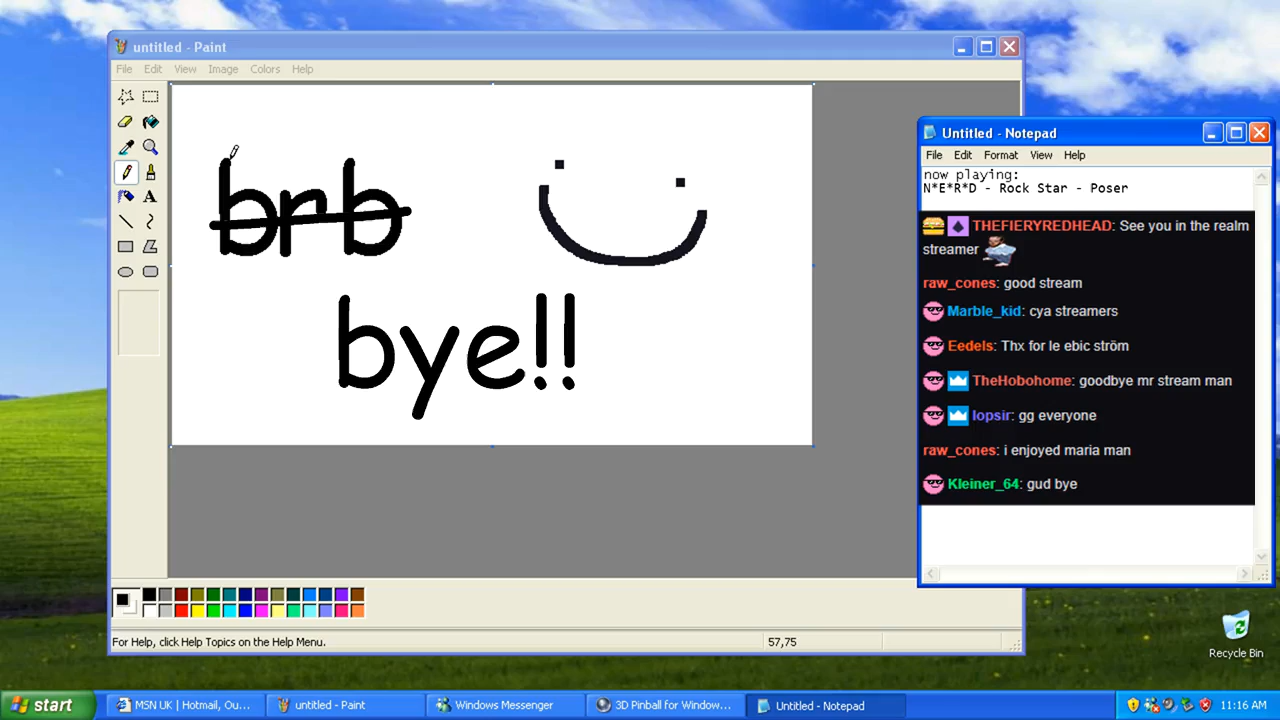 untitled - Paint
File Edit View Image Colors Help
brb
bye!!
For Help, click Help Topics on the Help Menu.
57,75
Untitled - Notepad
File Edit Format View Help
now playing:
N*E*R*D - Rock Star - Poser
THEFIERYREDHEAD: See you in the realm
streamer
raw_cones: good stream
Marble_kid: cya streamers
Eedels: Thx for le ebic ström
TheHobohome: goodbye mr stream man
lopsir: gg everyone
raw_cones: i enjoyed maria man
Kleiner_64: gud bye
Recycle Bin
start
MSN UK | Hotmail, Ou...
untitled - Paint
Windows Messenger
3D Pinball for Window...
Untitled - Notepad
11:16 AM